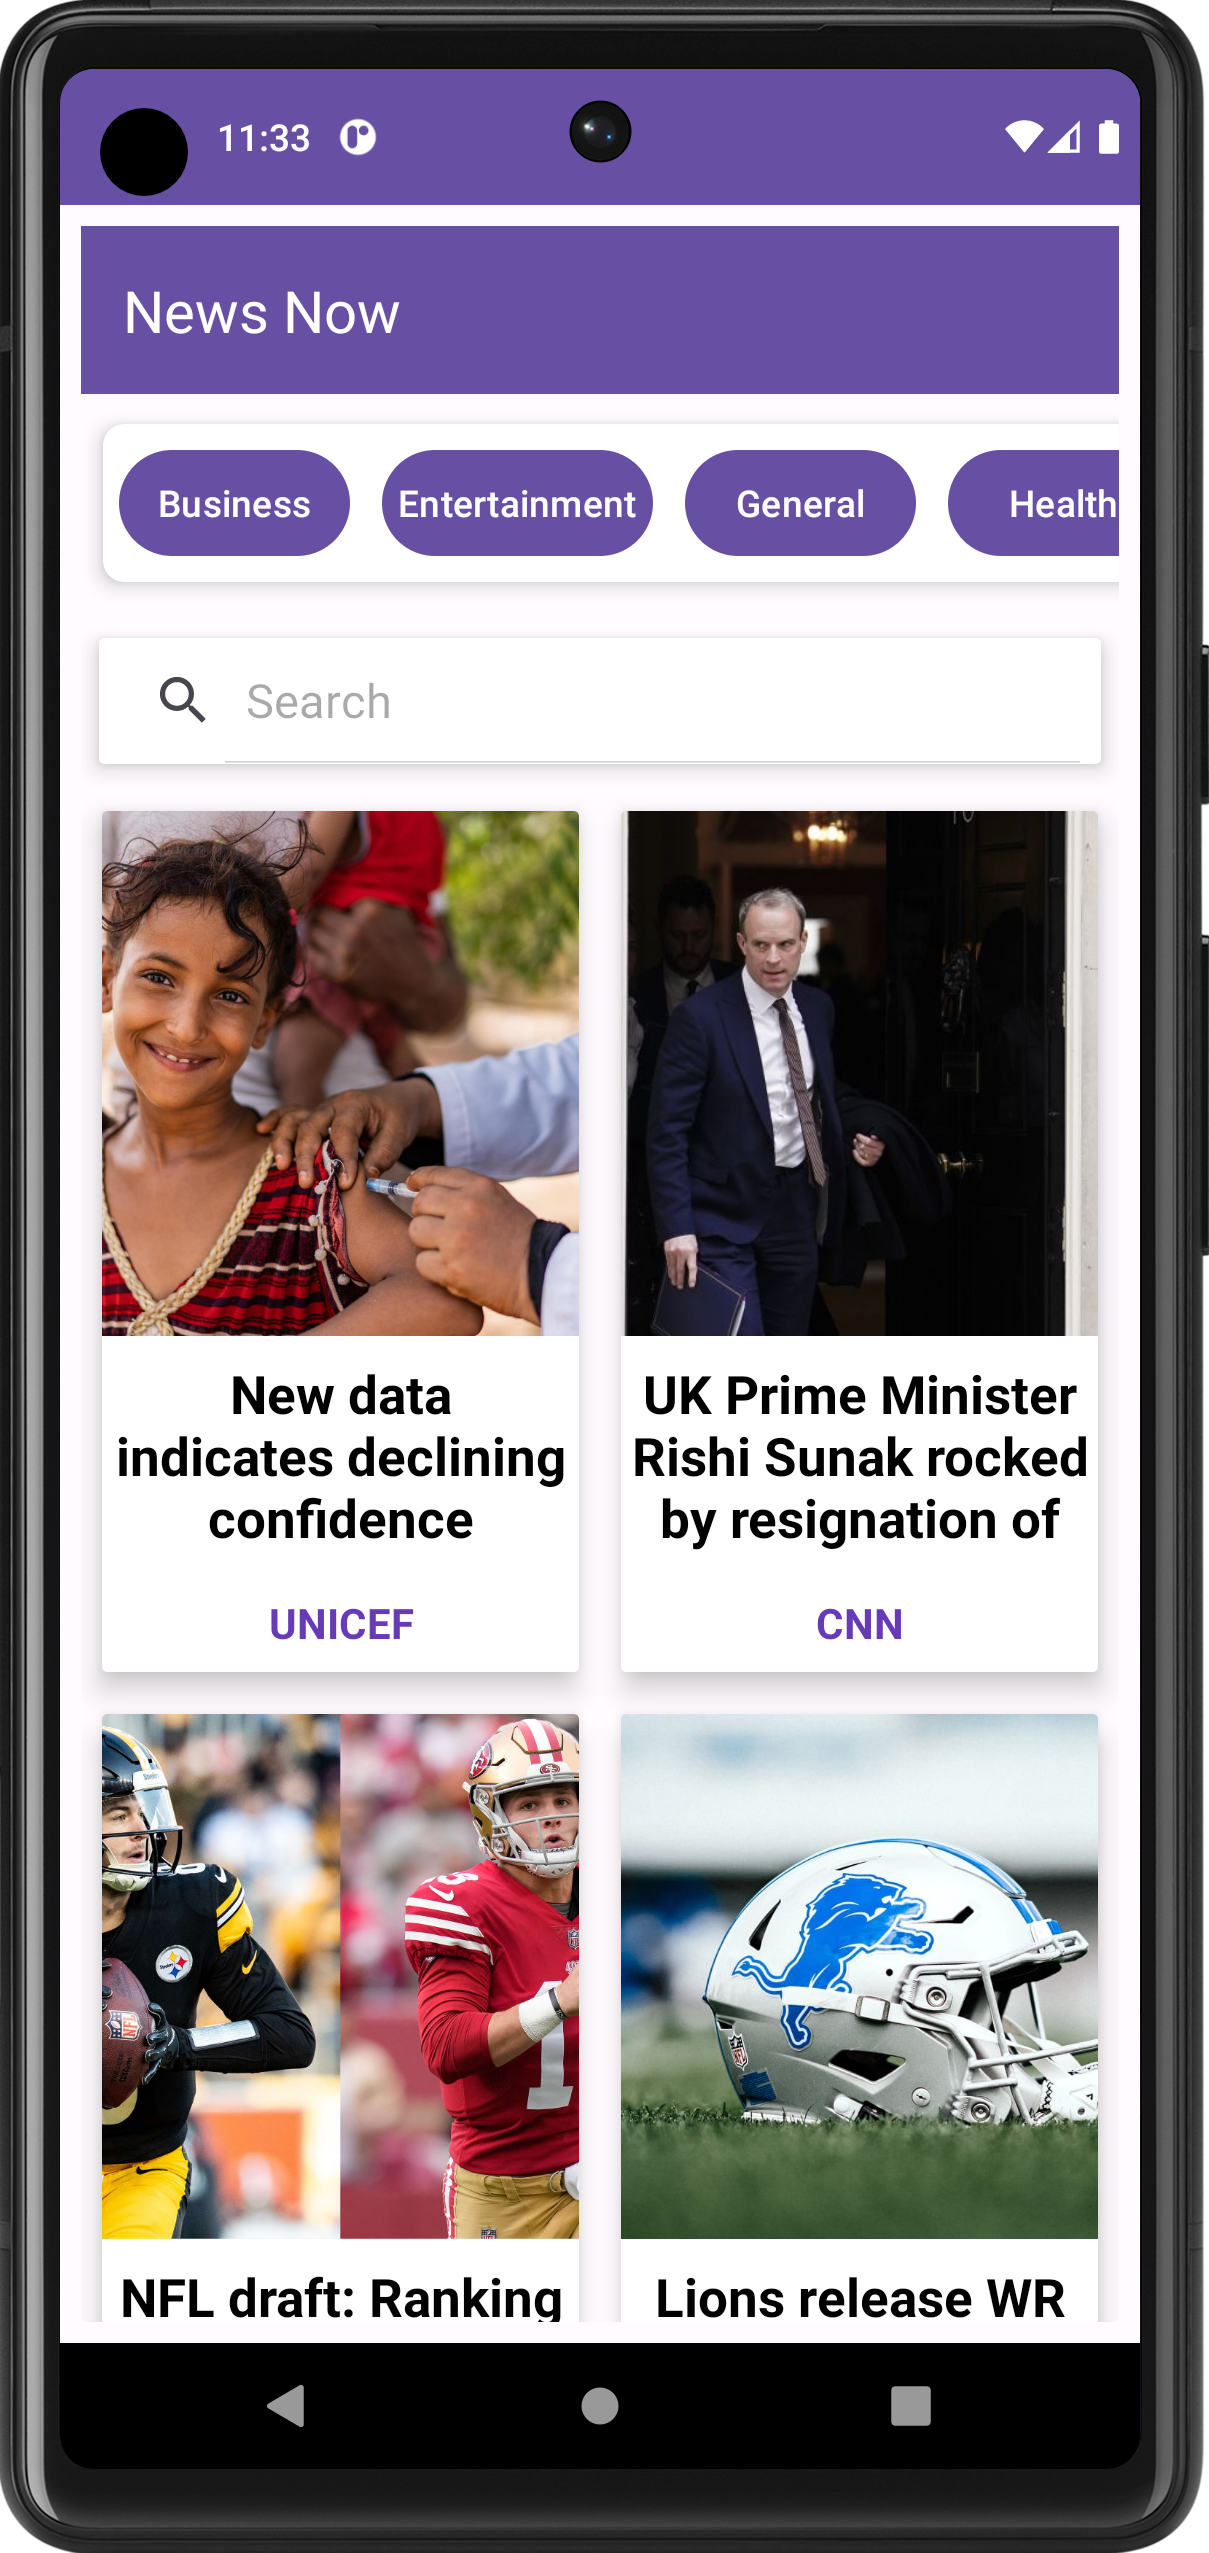 11:33
News Now
Business
Entertainment
General
Health
Search
New data
indicates declining
confidence
UNICEF
UK Prime Minister
Rishi Sunak rocked
by resignation of
CNN
NFL draft: Ranking
Lions release WR